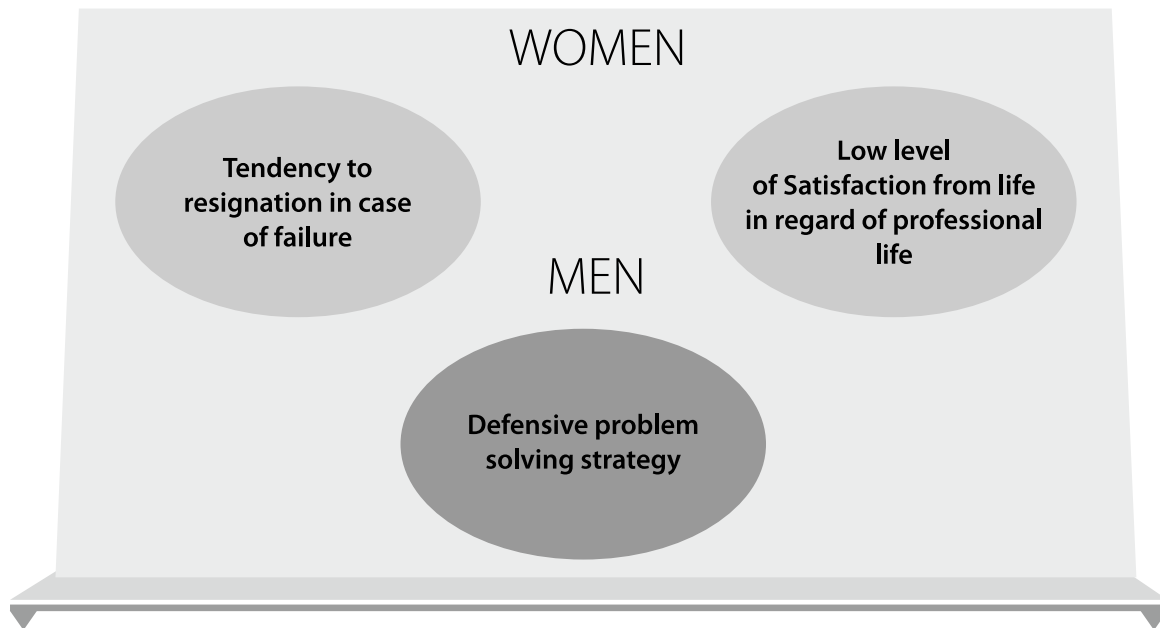 WOMEN
Tendency to
resignation in case
of failure
Low level
of Satisfaction from life
in regard of professional
life
MEN
Defensive problem
solving strategy